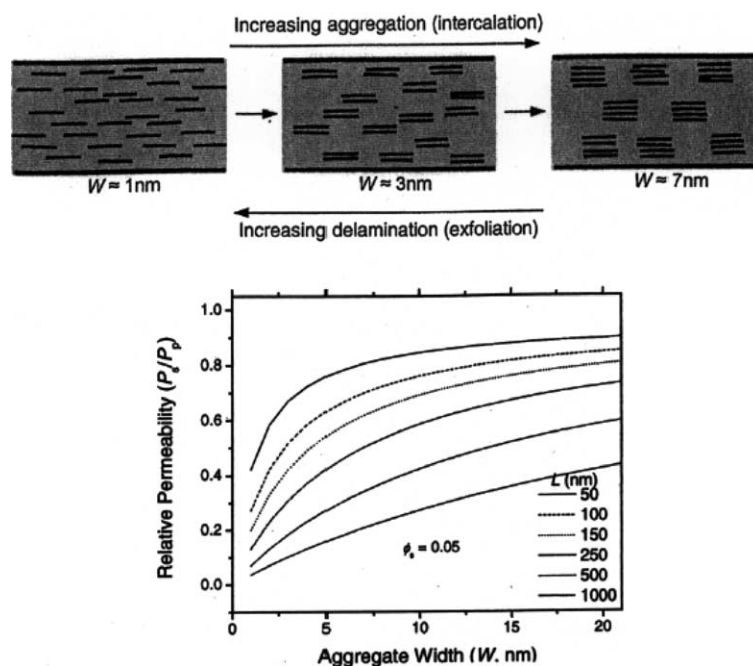 Increasing aggregation (intercalation)
W ≈ 1nm
W ≈ 3nm
W ≈ 7nm
Increasing delamination (exfoliation)
Relative Permeability (Ps/Pp)
1.0
0.8
0.6
0.4
0.2
0.0
L (nm)
50
100
150
250
500
1000
ϕs = 0.05
0 5 10 15 20
Aggregate Width (W, nm)